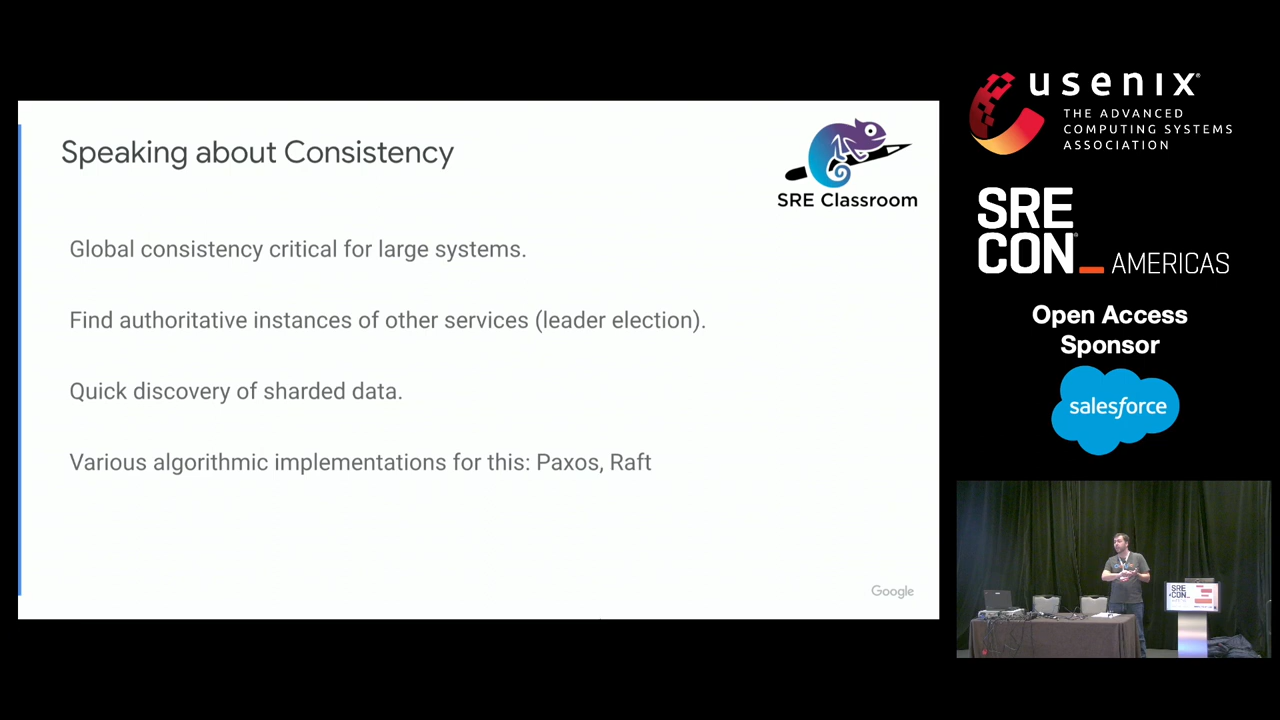 Speaking about Consistency
SRE Classroom
Global consistency critical for large systems.
Find authoritative instances of other services (leader election).
Quick discovery of sharded data.
Various algorithmic implementations for this: Paxos, Raft
Google
usenix®
THE ADVANCED
COMPUTING SYSTEMS
ASSOCIATION
SRE
CON
AMERICAS
Open Access
Sponsor
salesforce
SRE
CON